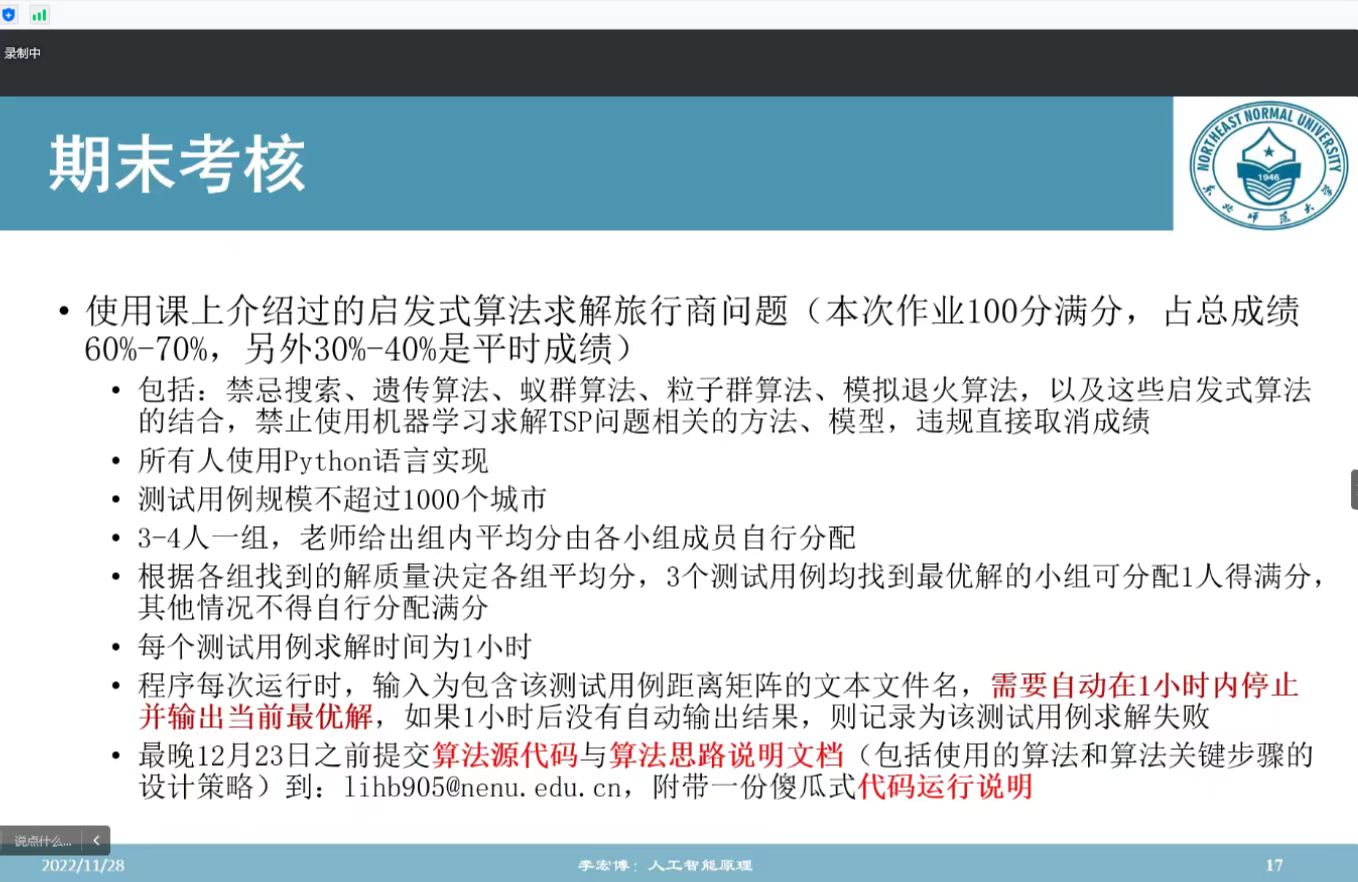 录制中
期末考核
NORTHEAST NORMAL UNIVERSITY
1946
东北师范大学
• 使用课上介绍过的启发式算法求解旅行商问题（本次作业100分满分，占总成绩
60%-70%，另外30%-40%是平时成绩）
• 包括：禁忌搜索、遗传算法、蚁群算法、粒子群算法、模拟退火算法，以及这些启发式算法
的结合，禁止使用机器学习求解TSP问题相关的方法、模型，违规直接取消成绩
• 所有人使用Python语言实现
• 测试用例规模不超过1000个城市
• 3-4人一组，老师给出组内平均分由各小组成员自行分配
• 根据各组找到的解质量决定各组平均分，3个测试用例均找到最优解的小组可分配1人得满分，
其他情况不得自行分配满分
• 每个测试用例求解时间为1小时
• 程序每次运行时，输入为包含该测试用例距离矩阵的文本文件名，需要自动在1小时内停止
并输出当前最优解，如果1小时后没有自动输出结果，则记录为该测试用例求解失败
• 最晚12月23日之前提交算法源代码与算法思路说明文档（包括使用的算法和算法关键步骤的
设计策略）到：lihb905@nenu.edu.cn，附带一份傻瓜式代码运行说明
说点什么...
2022/11/28
李宏博：人工智能原理
17